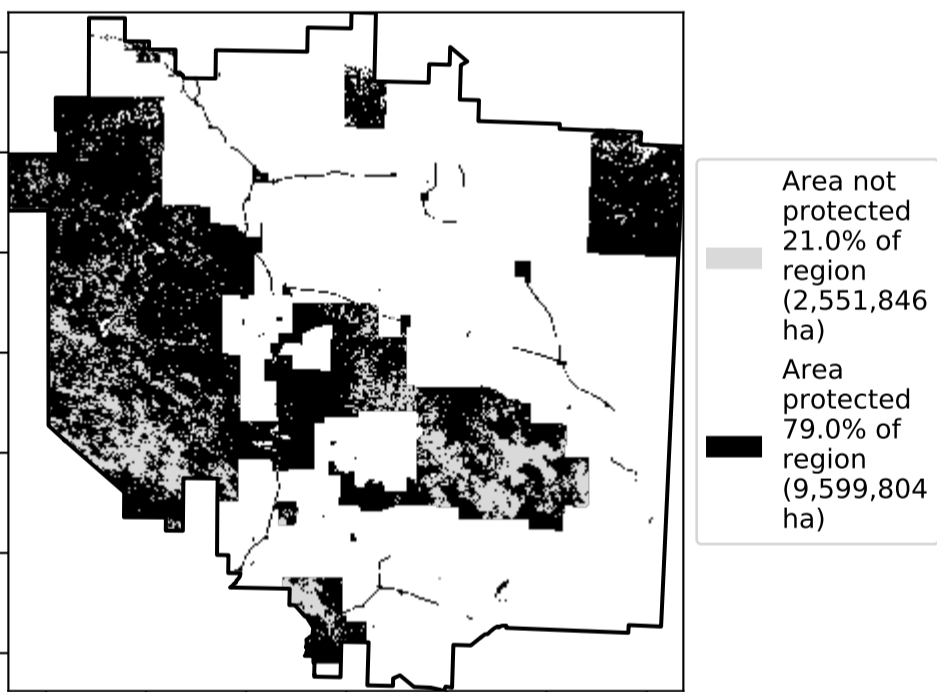 Area not
protected
21.0% of
region
(2,551,846
ha)
Area
protected
79.0% of
region
(9,599,804
ha)